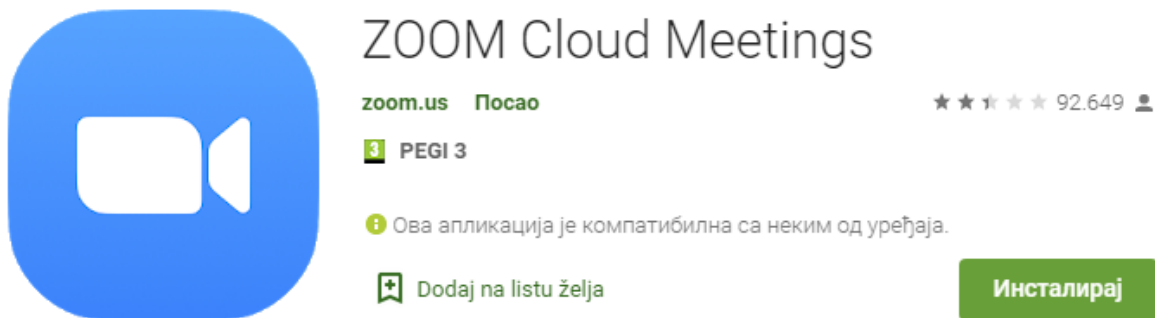 ZOOM Cloud Meetings
zoom.us Посао 92.649
3 PEGI 3
Ова апликација је компатибилна са неким од уређаја.
Dodaj na listu želja Инсталирај